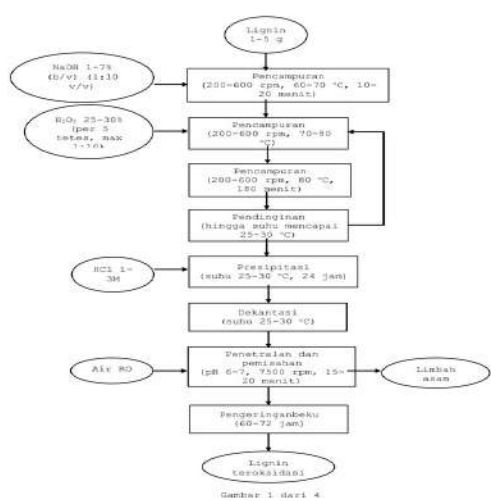 Lignin
1-5 g
NaOH 1-7%
(b/v) (1:10
v/v)
Pencampuran
(200-600 rpm, 60-70 °C, 10-
20 menit)
H₂O₂ 25-30%
(per 5
tetes, max
Pencampuran
(200-600 rpm, 70-80
°C)
Pencampuran
(200-600 rpm, 80 °C,
180 menit)
Pendinginan
(hingga suhu mencapai
25-30 °C)
HCl 1-
3M
Presipitasi
(suhu 25-30 °C, 24 jam)
Dekantasi
(suhu 25-30 °C)
Air RO
Penetralan dan
pemisahan
(pH 6-7, 7500 rpm, 15-
20 menit)
Limbah
asam
Pengeringanbeku
(60-72 jam)
Lignin
teroksidasi
Gambar 1 dari 4